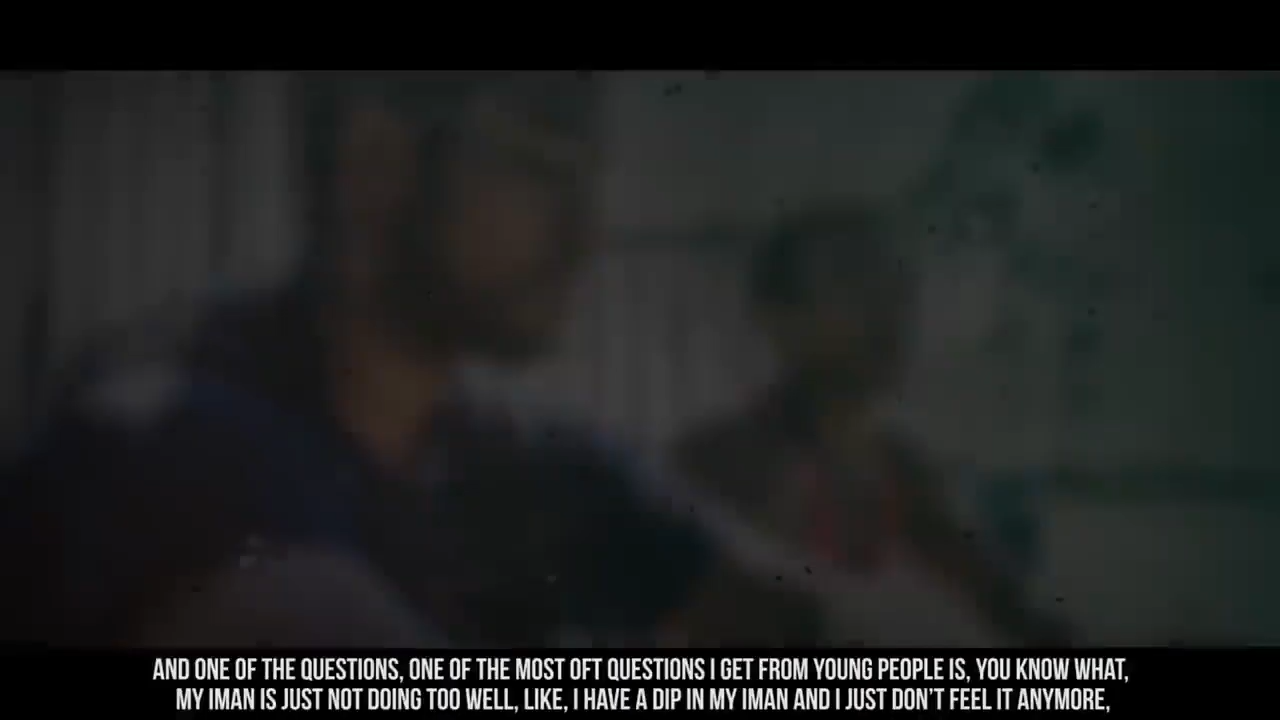 AND ONE OF THE QUESTIONS, ONE OF THE MOST OFT QUESTIONS I GET FROM YOUNG PEOPLE IS, YOU KNOW WHAT,
MY IMAN IS JUST NOT DOING TOO WELL, LIKE, I HAVE A DIP IN MY IMAN AND I JUST DON'T FEEL IT ANYMORE,